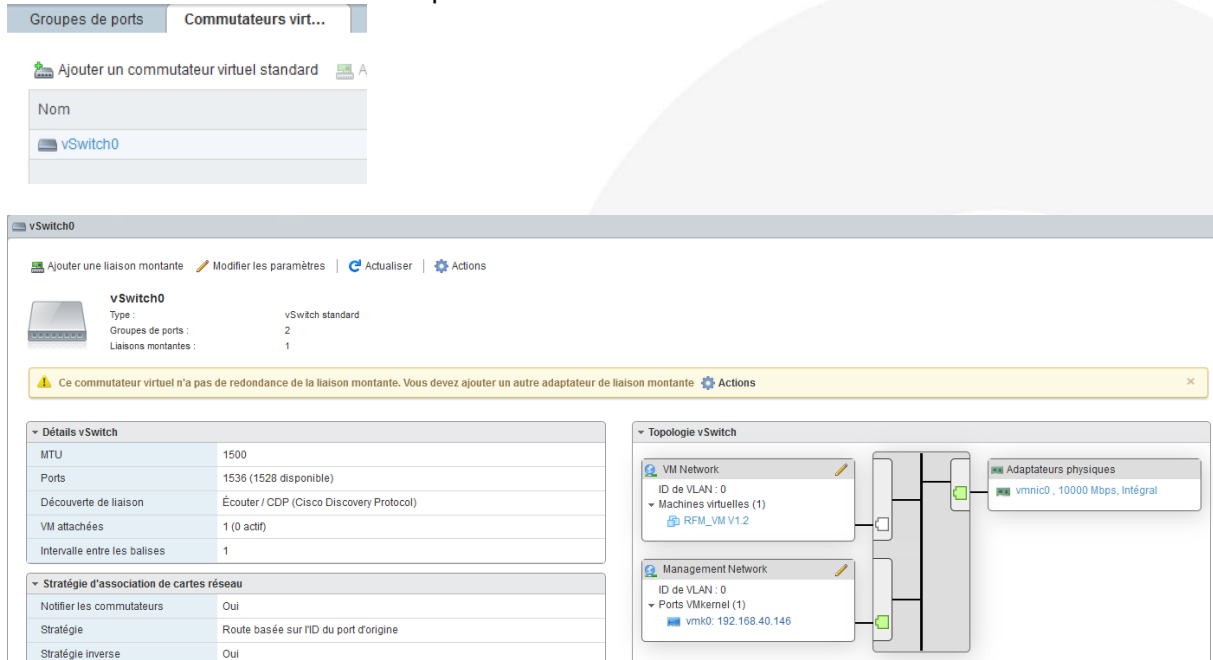 Groupes de ports Commutateurs virt...
Ajouter un commutateur virtuel standard
Nom
vSwitch0
vSwitch0
Ajouter une liaison montante Modifier les paramètres | Actualiser | Actions
vSwitch0
Type : vSwitch standard
Groupes de ports : 2
Liaisons montantes : 1
Ce commutateur virtuel n'a pas de redondance de la liaison montante. Vous devez ajouter un autre adaptateur de liaison montante Actions ×
Détails vSwitch
MTU 1500
Ports 1536 (1528 disponible)
Découverte de liaison Écouter / CDP (Cisco Discovery Protocol)
VM attachées 1 (0 actif)
Intervalle entre les balises 1
Stratégie d'association de cartes réseau
Notifier les commutateurs Oui
Stratégie Route basée sur l'ID du port d'origine
Stratégie inverse Oui
Topologie vSwitch
VM Network
ID de VLAN : 0
Machines virtuelles (1)
RFM_VM V1.2
Management Network
ID de VLAN : 0
Ports VMkernel (1)
vmk0: 192.168.40.146
Adaptateurs physiques
vmnic0 , 10000 Mbps, Intégral